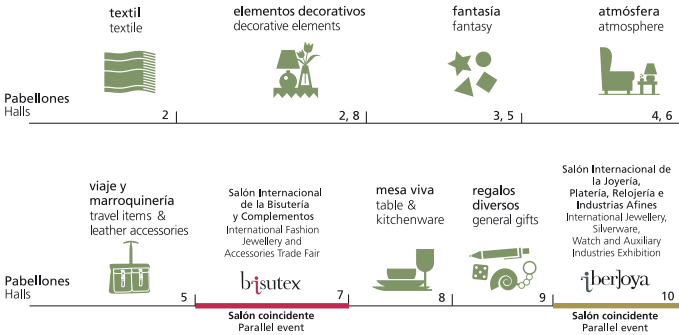 textil
textile
elementos decorativos
decorative elements
fantasía
fantasy
atmósfera
atmosphere
Pabellones
Halls
2
2, 8
3, 5
4, 6
viaje y
marroquinería
travel items &
leather accessories
Salón Internacional
de la Bisutería
y Complementos
International Fashion
Jewellery and
Accessories Trade Fair
bisutex
mesa viva
table &
kitchenware
regalos
diversos
general gifts
Salón Internacional de
la Joyería,
Platería, Relojería e
Industrias Afines
International Jewellery,
Silverware,
Watch and Auxiliary
Industries Exhibition
iberJoya
Pabellones
Halls
5
7
8
9
10
Salón coincidente
Parallel event
Salón coincidente
Parallel event